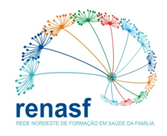 renasf
REDE NORDESTE DE FORMAÇÃO EM SAÚDE DA FAMÍLIA